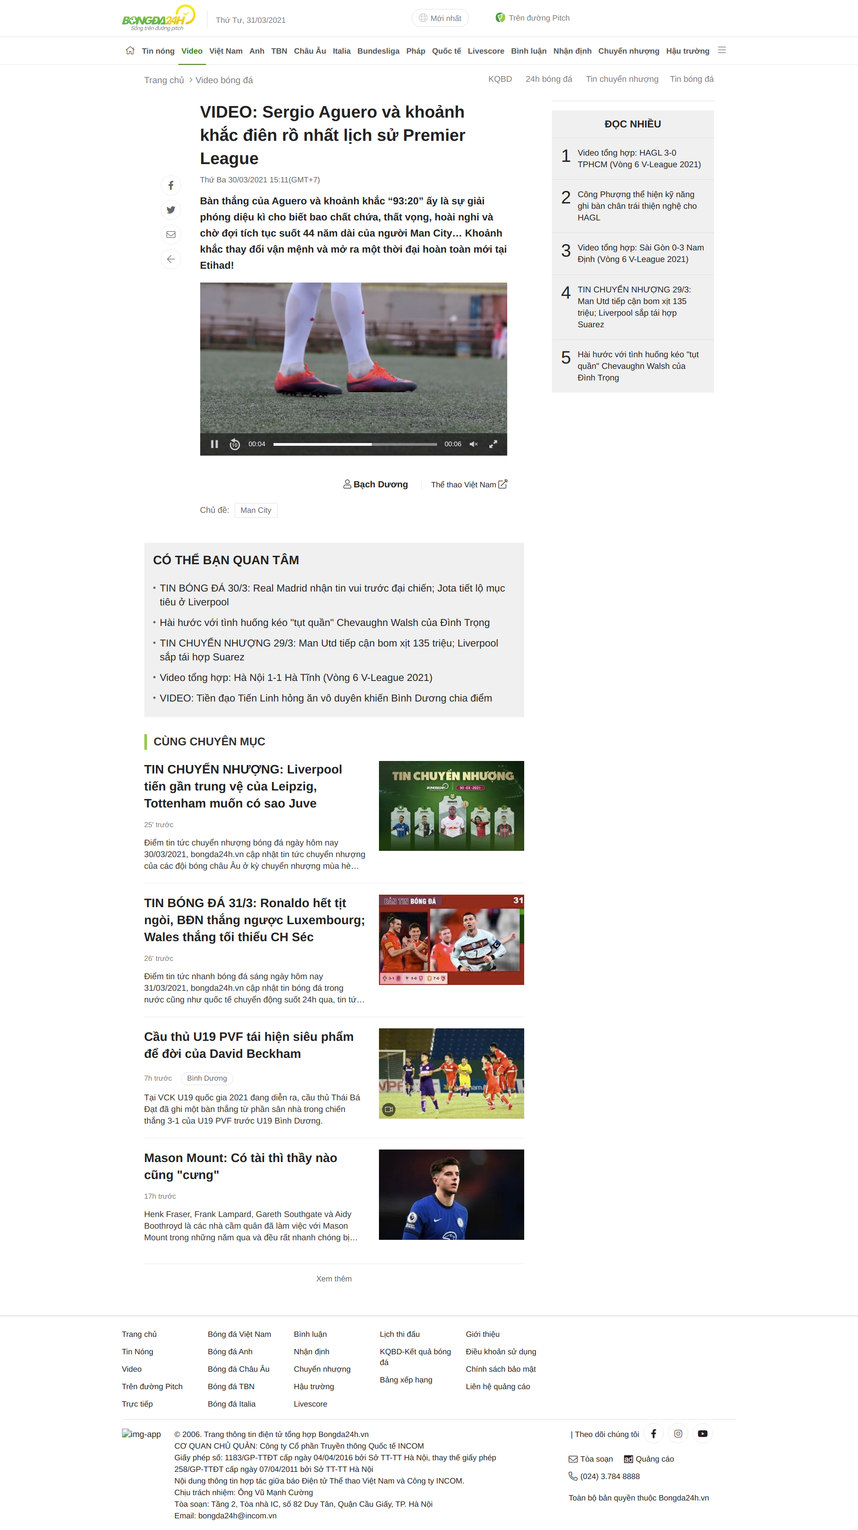 BONGDA24H
Sống trên đường pitch
Thứ Tư, 31/03/2021
Mới nhất
Trên đường Pitch
Tin nóng Video Việt Nam Anh TBN Châu Âu Italia Bundesliga Pháp Quốc tế Livescore Bình luận Nhận định Chuyển nhượng Hậu trường
Trang chủ › Video bóng đá
KQBD 24h bóng đá Tin chuyển nhượng Tin bóng đá
VIDEO: Sergio Aguero và khoảnh
khắc điên rồ nhất lịch sử Premier
League
Thứ Ba 30/03/2021 15:11(GMT+7)
Bàn thắng của Aguero và khoảnh khắc “93:20” ấy là sự giải
phóng diệu kì cho biết bao chất chứa, thất vọng, hoài nghi và
chờ đợi tích tục suốt 44 năm dài của người Man City… Khoảnh
khắc thay đổi vận mệnh và mở ra một thời đại hoàn toàn mới tại
Etihad!
10 00:04 00:06
Bạch Dương Thể thao Việt Nam
Chủ đề: Man City
ĐỌC NHIỀU
1 Video tổng hợp: HAGL 3-0
TPHCM (Vòng 6 V-League 2021)
2 Công Phượng thể hiện kỹ năng
ghi bàn chân trái thiện nghệ cho
HAGL
3 Video tổng hợp: Sài Gòn 0-3 Nam
Định (Vòng 6 V-League 2021)
4 TIN CHUYỂN NHƯỢNG 29/3:
Man Utd tiếp cận bom xịt 135
triệu; Liverpool sắp tái hợp
Suarez
5 Hài hước với tình huống kéo "tụt
quần" Chevaughn Walsh của
Đình Trọng
CÓ THỂ BẠN QUAN TÂM
• TIN BÓNG ĐÁ 30/3: Real Madrid nhận tin vui trước đại chiến; Jota tiết lộ mục
tiêu ở Liverpool
• Hài hước với tình huống kéo "tụt quần" Chevaughn Walsh của Đình Trọng
• TIN CHUYỂN NHƯỢNG 29/3: Man Utd tiếp cận bom xịt 135 triệu; Liverpool
sắp tái hợp Suarez
• Video tổng hợp: Hà Nội 1-1 Hà Tĩnh (Vòng 6 V-League 2021)
• VIDEO: Tiền đạo Tiến Linh hỏng ăn vô duyên khiến Bình Dương chia điểm
CÙNG CHUYÊN MỤC
TIN CHUYỂN NHƯỢNG: Liverpool
tiến gần trung vệ của Leipzig,
Tottenham muốn có sao Juve
25' trước
Điểm tin tức chuyển nhượng bóng đá ngày hôm nay
30/03/2021, bongda24h.vn cập nhật tin tức chuyển nhượng
của các đội bóng châu Âu ở kỳ chuyển nhượng mùa hè…
TIN CHUYỂN NHƯỢNG
TIN BÓNG ĐÁ 31/3: Ronaldo hết tịt
ngòi, BĐN thắng ngược Luxembourg;
Wales thắng tối thiểu CH Séc
26' trước
Điểm tin tức nhanh bóng đá sáng ngày hôm nay
31/03/2021, bongda24h.vn cập nhật tin bóng đá trong
nước cũng như quốc tế chuyển động suốt 24h qua, tin tứ…
BẢN TIN BÓNG ĐÁ 31
Cầu thủ U19 PVF tái hiện siêu phẩm
để đời của David Beckham
7h trước Bình Dương
Tại VCK U19 quốc gia 2021 đang diễn ra, cầu thủ Thái Bá
Đạt đã ghi một bàn thắng từ phần sân nhà trong chiến
thắng 3-1 của U19 PVF trước U19 Bình Dương.
Mason Mount: Có tài thì thầy nào
cũng "cưng"
17h trước
Henk Fraser, Frank Lampard, Gareth Southgate và Aidy
Boothroyd là các nhà cầm quân đã làm việc với Mason
Mount trong những năm qua và đều rất nhanh chóng bị…
Xem thêm
Trang chủ Bóng đá Việt Nam Bình luận Lịch thi đấu Giới thiệu
Tin Nóng Bóng đá Anh Nhận định KQBD-Kết quả bóng đá Điều khoản sử dụng
Video Bóng đá Châu Âu Chuyển nhượng Bảng xếp hạng Chính sách bảo mật
Trên đường Pitch Bóng đá TBN Hậu trường Liên hệ quảng cáo
Trực tiếp Bóng đá Italia Livescore
img-app
© 2006. Trang thông tin điện tử tổng hợp Bongda24h.vn
CƠ QUAN CHỦ QUẢN: Công ty Cổ phần Truyền thông Quốc tế INCOM
Giấy phép số: 1183/GP-TTĐT cấp ngày 04/04/2016 bởi Sở TT-TT Hà Nội, thay thế giấy phép
258/GP-TTĐT cấp ngày 07/04/2011 bởi Sở TT-TT Hà Nội
Nội dung thông tin hợp tác giữa báo Điện tử Thể thao Việt Nam và Công ty INCOM.
Chịu trách nhiệm: Ông Vũ Mạnh Cường
Tòa soạn: Tầng 2, Tòa nhà IC, số 82 Duy Tân, Quận Cầu Giấy, TP. Hà Nội
Email: bongda24h@incom.vn
| Theo dõi chúng tôi
Tòa soạn Quảng cáo
(024) 3.784 8888
Toàn bộ bản quyền thuộc Bongda24h.vn